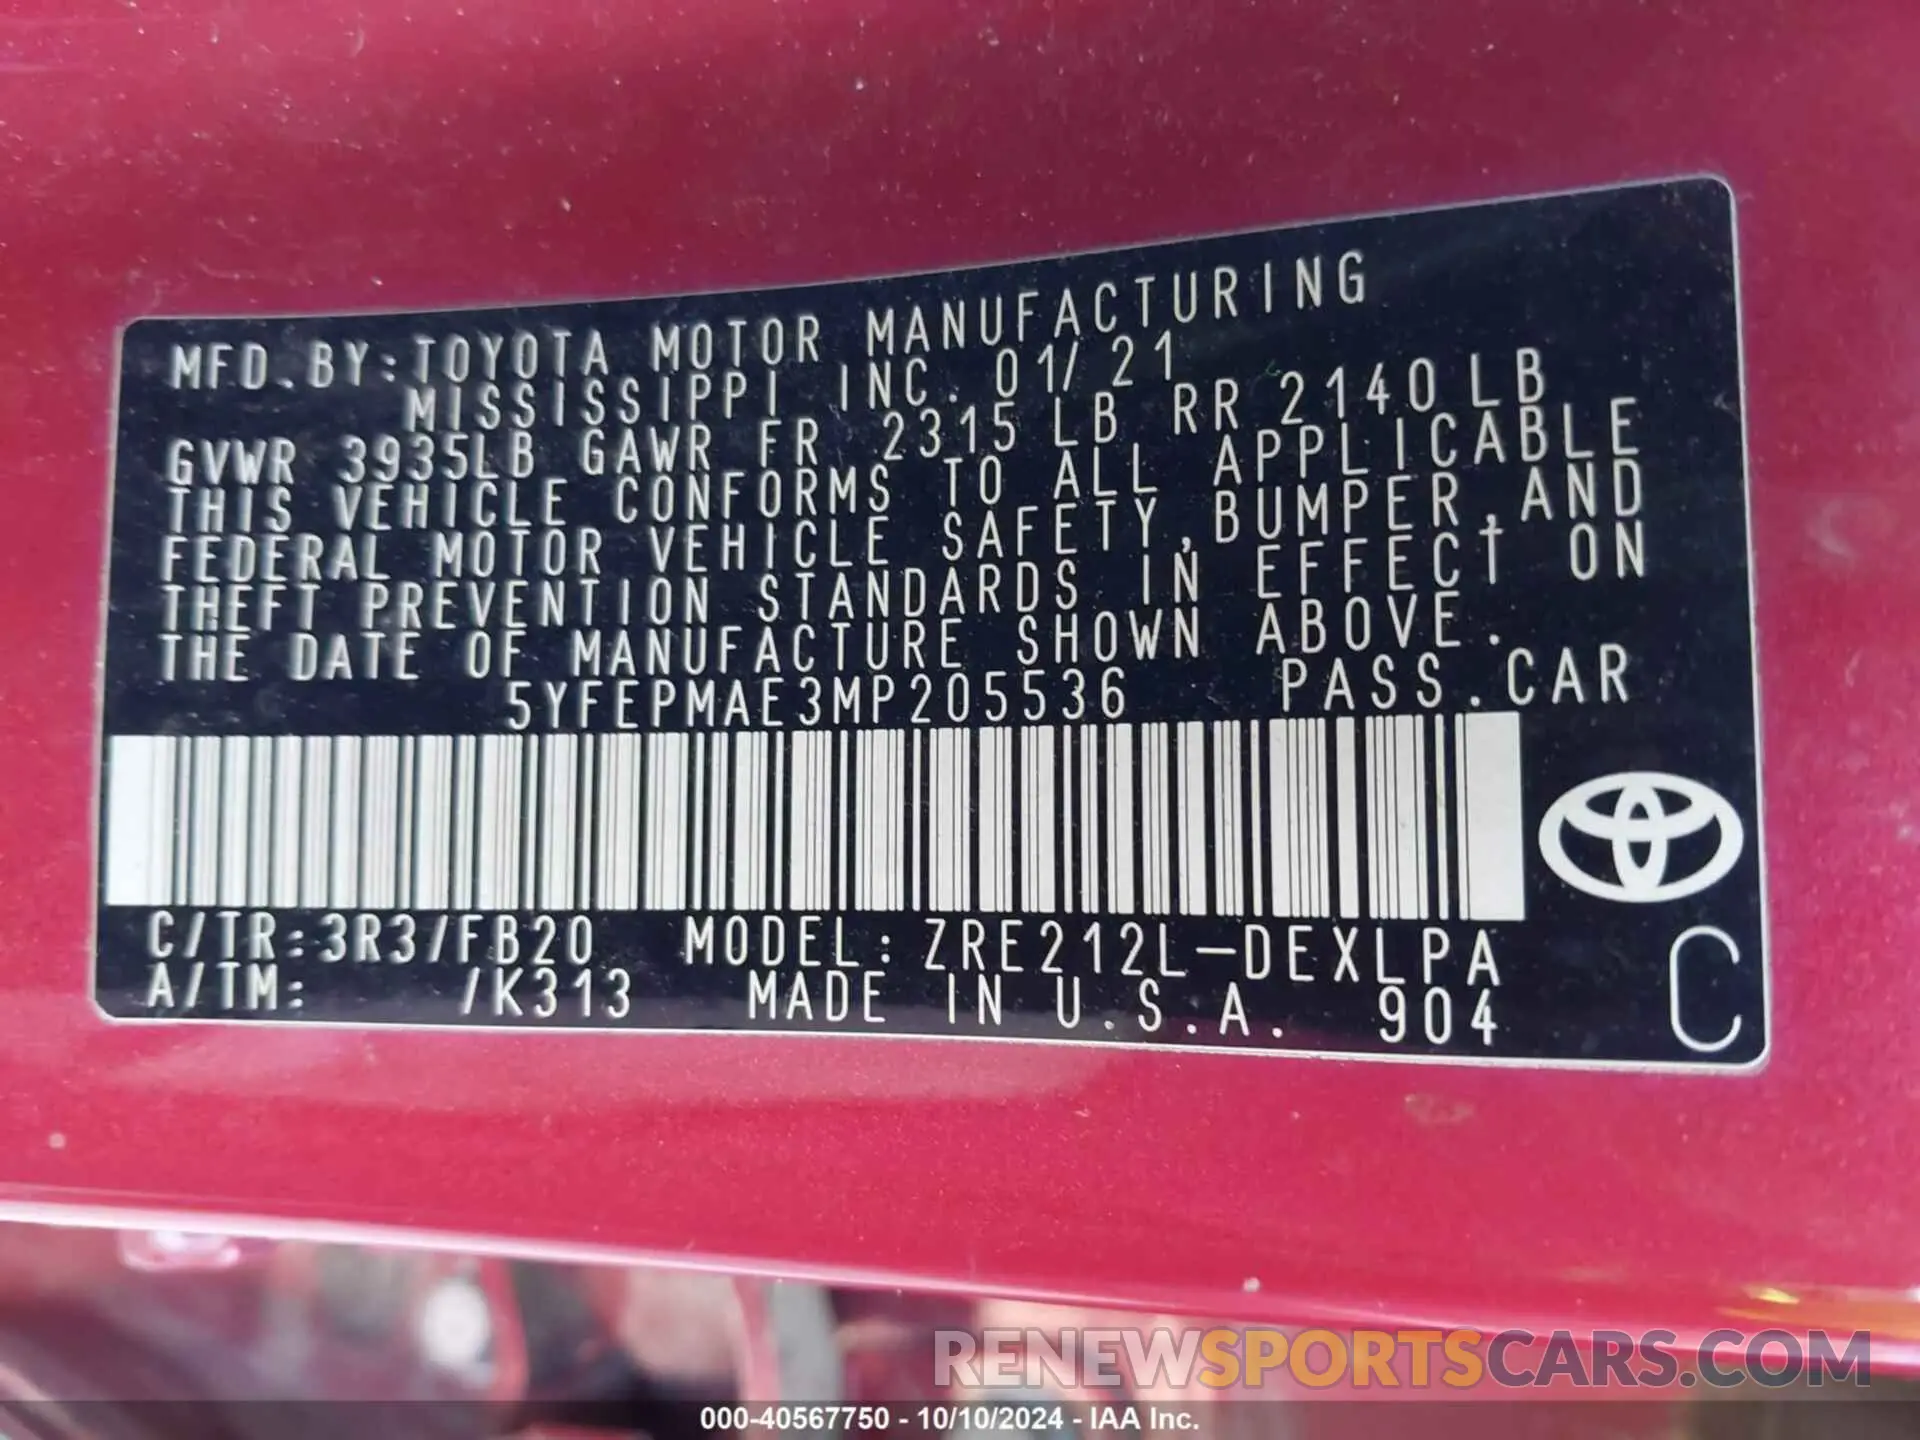 MFD. BY: TOYOTA MOTOR MANUFACTURING
MISSISSIPPI INC. 01/21
GVWR 3935LB GAWR FR 2315 LB RR 2140 LB
THIS VEHICLE CONFORMS TO ALL APPLICABLE
FEDERAL MOTOR VEHICLE SAFETY, BUMPER, AND
THEFT PREVENTION STANDARDS IN EFFECT ON
THE DATE OF MANUFACTURE SHOWN ABOVE.
5YFEPMAE3MP205536 PASS. CAR
C/TR: 3R3/FB20 MODEL: ZRE212L-DEXLPA
A/TM: /K313 MADE IN U.S.A. 904
C
RENEWSPORTSCARS.COM
000-40567750 - 10/10/2024 - IAA Inc.